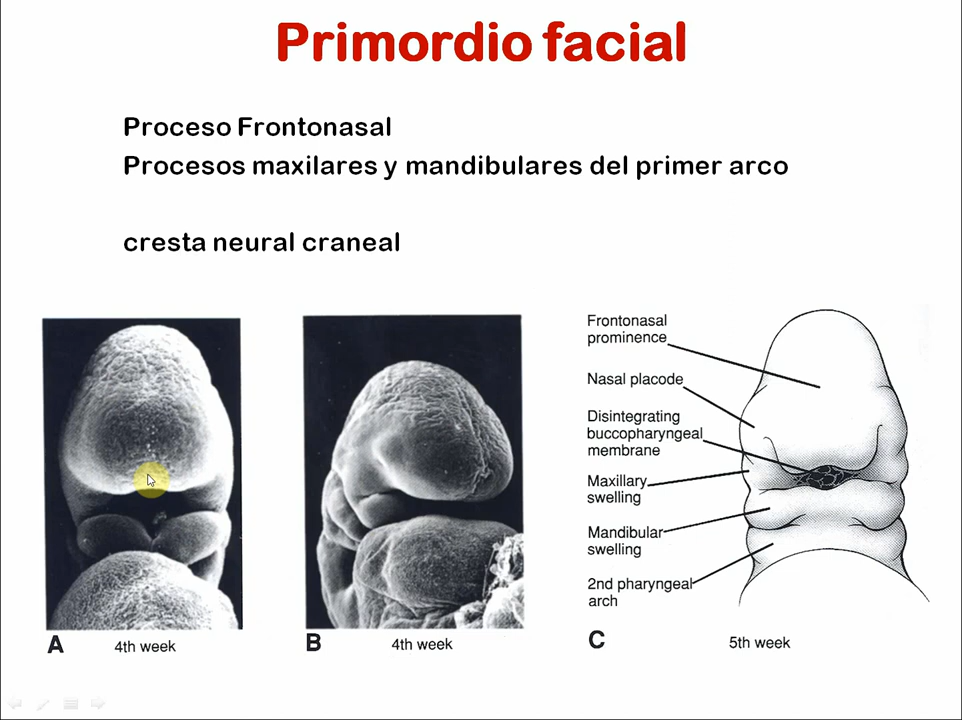 Primordio facial
Proceso Frontonasal
Procesos maxilares y mandibulares del primer arco
cresta neural craneal
Frontonasal
prominence
Nasal placode
Disintegrating
buccopharyngeal
membrane
Maxillary
swelling
Mandibular
swelling
2nd pharyngeal
arch
A
4th week
B
4th week
C
5th week